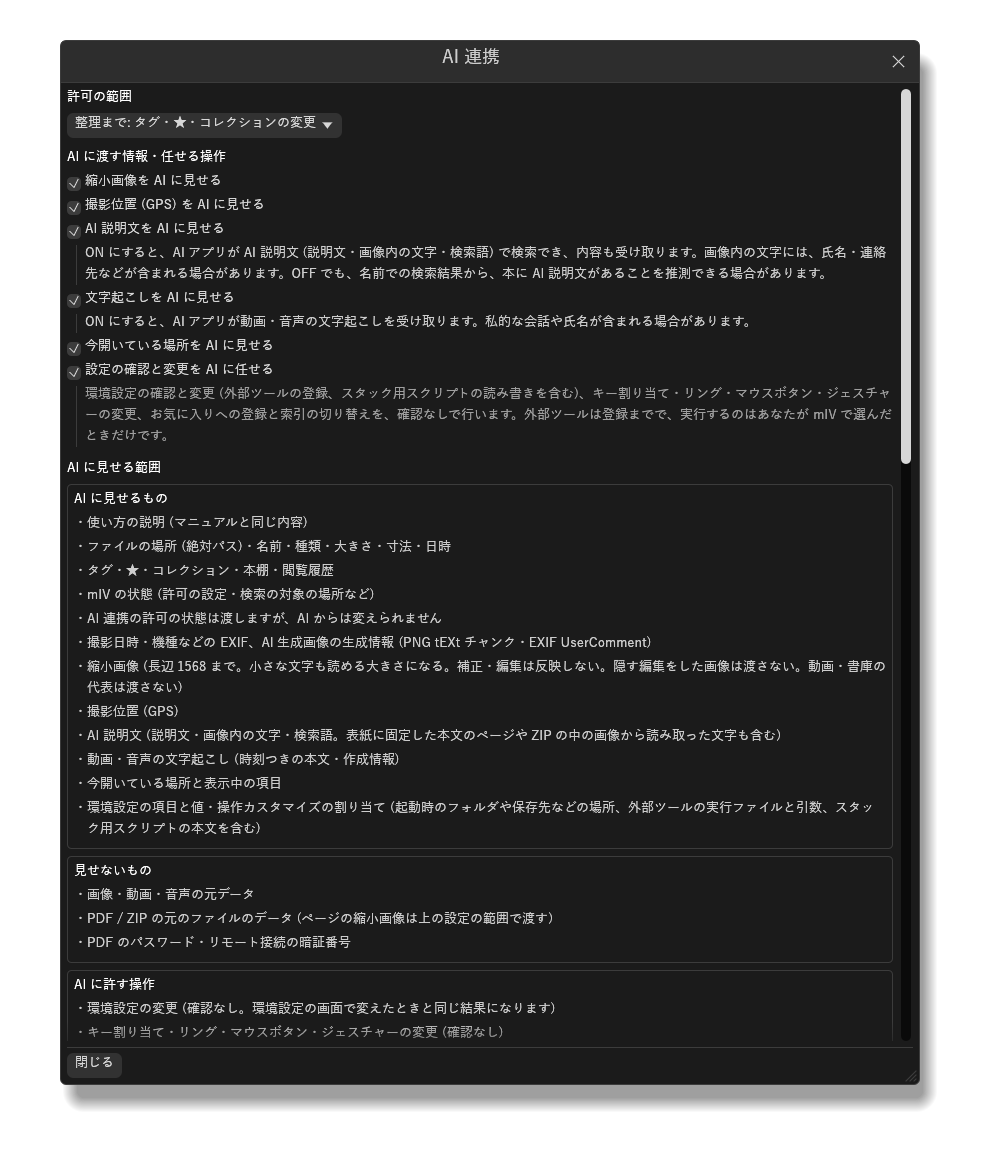 AI 連携
許可の範囲
整理まで: タグ・★・コレクションの変更
AI に渡す情報・任せる操作
縮小画像を AI に見せる
撮影位置 (GPS) を AI に見せる
AI 説明文を AI に見せる
ON にすると、AI アプリが AI 説明文 (説明文・画像内の文字・検索語) で検索でき、内容も受け取ります。画像内の文字には、氏名・連絡
先などが含まれる場合があります。OFF でも、名前での検索結果から、本に AI 説明文があることを推測できる場合があります。
文字起こしを AI に見せる
ON にすると、AI アプリが動画・音声の文字起こしを受け取ります。私的な会話や氏名が含まれる場合があります。
今開いている場所を AI に見せる
設定の確認と変更を AI に任せる
環境設定の確認と変更 (外部ツールの登録、スタック用スクリプトの読み書きを含む)、キー割り当て・リング・マウスボタン・ジェスチャ
ーの変更、お気に入りへの登録と索引の切り替えを、確認なしで行います。外部ツールは登録までで、実行するのはあなたが mIV で選んだ
ときだけです。
AI に見せる範囲
AI に見せるもの
・使い方の説明 (マニュアルと同じ内容)
・ファイルの場所 (絶対パス)・名前・種類・大きさ・寸法・日時
・タグ・★・コレクション・本棚・閲覧履歴
・mIV の状態 (許可の設定・検索の対象の場所など)
・AI 連携の許可の状態は渡しますが、AI からは変えられません
・撮影日時・機種などの EXIF、AI 生成画像の生成情報 (PNG tEXt チャンク・EXIF UserComment)
・縮小画像 (長辺 1568 まで。小さな文字も読める大きさになる。補正・編集は反映しない。隠す編集をした画像は渡さない。動画・書庫の
代表は渡さない)
・撮影位置 (GPS)
・AI 説明文 (説明文・画像内の文字・検索語。表紙に固定した本文のページや ZIP の中の画像から読み取った文字も含む)
・動画・音声の文字起こし (時刻つきの本文・作成情報)
・今開いている場所と表示中の項目
・環境設定の項目と値・操作カスタマイズの割り当て (起動時のフォルダや保存先などの場所、外部ツールの実行ファイルと引数、スタッ
ク用スクリプトの本文を含む)
見せないもの
・画像・動画・音声の元データ
・PDF / ZIP の元のファイルのデータ (ページの縮小画像は上の設定の範囲で渡す)
・PDF のパスワード・リモート接続の暗証番号
AI に許す操作
・環境設定の変更 (確認なし。環境設定の画面で変えたときと同じ結果になります)
・キー割り当て・リング・マウスボタン・ジェスチャーの変更 (確認なし)
閉じる